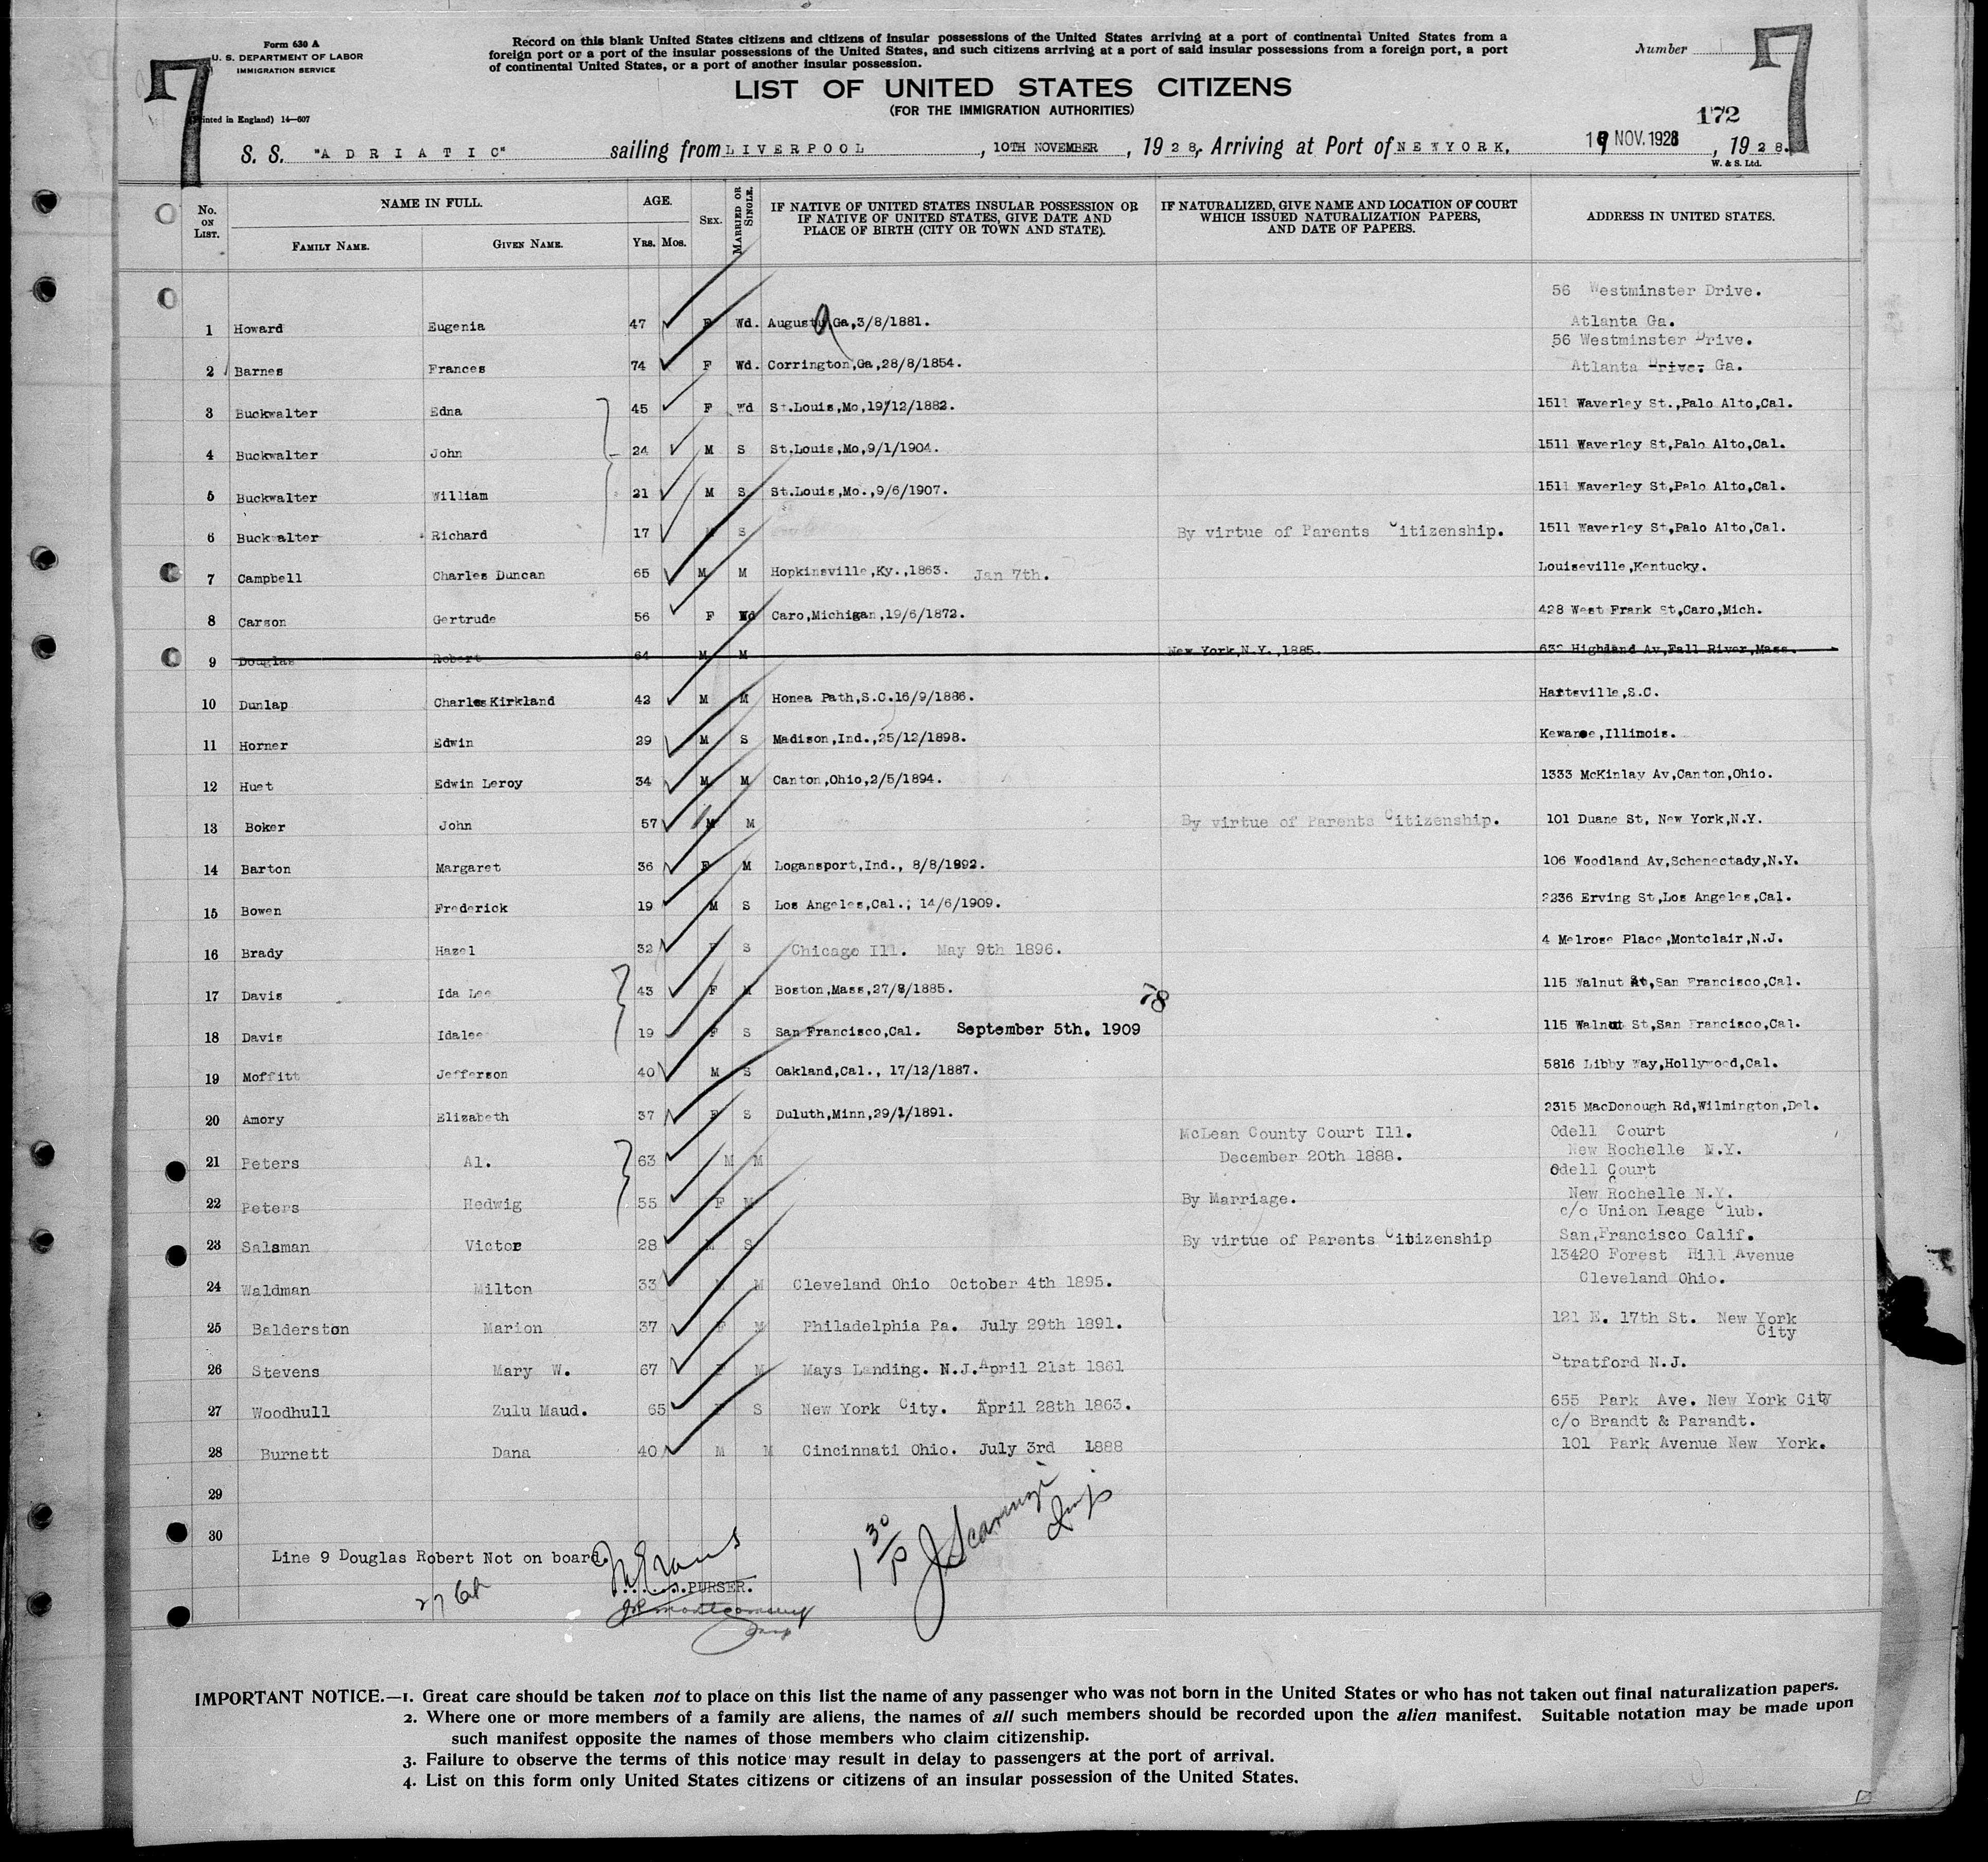 Form 630 A
U. S. DEPARTMENT OF LABOR
IMMIGRATION SERVICE
Record on this blank United States citizens and citizens of insular possessions of the United States arriving at a port of continental United States from a
foreign port or a port of the insular possessions of the United States, and such citizens arriving at a port of said insular possessions from a foreign port, a port
of continental United States, or a port of another insular possession.
Number
7
7
LIST OF UNITED STATES CITIZENS
(FOR THE IMMIGRATION AUTHORITIES)
inted in England) 14—607
172
S. S. "ADRIATIC" sailing from LIVERPOOL, 10TH NOVEMBER, 1928, Arriving at Port of NEWYORK, 19 NOV. 1928, 1928.
W. & S. Ltd.
No. ON LIST. NAME IN FULL. FAMILY NAME. GIVEN NAME. AGE. YRS. MOS. SEX. MARRIED OR SINGLE. IF NATIVE OF UNITED STATES INSULAR POSSESSION OR IF NATIVE OF UNITED STATES, GIVE DATE AND PLACE OF BIRTH (CITY OR TOWN AND STATE). IF NATURALIZED, GIVE NAME AND LOCATION OF COURT WHICH ISSUED NATURALIZATION PAPERS, AND DATE OF PAPERS. ADDRESS IN UNITED STATES.
56 Westminster Drive.
1 Howard Eugenia 47 F Wd. Augusta,Ga,3/8/1881. Atlanta Ga.
56 Westminster Drive.
2 Barnes Frances 74 F Wd. Corrington,Ga,28/8/1854. Atlanta Drive. Ga.
3 Buckwalter Edna 45 F Wd St.Louis,Mo,19/12/1882. 1511 Waverley St.,Palo Alto,Cal.
4 Buckwalter John 24 M S St.Louis,Mo,9/1/1904. 1511 Waverley St,Palo Alto,Cal.
5 Buckwalter William 21 M S St.Louis,Mo.,9/6/1907. 1511 Waverley St,Palo Alto,Cal.
6 Buckwalter Richard 17 M S By virtue of Parents Citizenship. 1511 Waverley St,Palo Alto,Cal.
7 Campbell Charles Duncan 65 M M Hopkinsville,Ky.,1863. Jan 7th. Louiseville,Kentucky.
8 Carson Gertrude 56 F Wd Caro,Michigan,19/6/1872. 428 West Frank St,Caro,Mich.
9 Douglas Robert 64 M M New York,N.Y.,1885. 632 Highland Av,Fall River,Mass.
10 Dunlap Charles Kirkland 42 M M Honea Path,S.C.16/9/1886. Hartsville,S.C.
11 Horner Edwin 29 M S Madison,Ind.,25/12/1898. Kewanee,Illinois.
12 Huet Edwin Leroy 34 M M Canton,Ohio,2/5/1894. 1333 McKinlay Av,Canton,Ohio.
13 Boker John 57 M M By virtue of Parents Citizenship. 101 Duane St, New York,N.Y.
14 Barton Margaret 36 F M Logansport,Ind., 8/8/1892. 106 Woodland Av,Schenectady,N.Y.
15 Bowen Frederick 19 M S Los Angeles,Cal.; 14/6/1909. 2236 Erving St,Los Angeles,Cal.
16 Brady Hazel 32 F S Chicago Ill. May 9th 1896. 4 Melrose Place,Montclair,N.J.
17 Davis Ida Lee 43 F M Boston,Mass,27/8/1885. 115 Walnut St,San Francisco,Cal.
78
18 Davis Idalee 19 F S San Francisco,Cal. September 5th. 1909 115 Walnut St,San Francisco,Cal.
19 Moffitt Jefferson 40 M S Oakland,Cal., 17/12/1887. 5816 Libby Way,Hollywood,Cal.
20 Amory Elizabeth 37 F S Duluth,Minn,29/1/1891. 2315 MacDonough Rd,Wilmington,Del.
McLean County Court Ill. Odell Court
21 Peters Al. 63 M M December 20th 1888. New Rochelle N.Y.
Odell Court
22 Peters Hedwig 55 F M By Marriage. New Rochelle N.Y.
c/o Union Leage Club.
23 Salsman Victor 28 M S By virtue of Parents Citizenship San,Francisco Calif.
13420 Forest Hill Avenue
24 Waldman Milton 33 M M Cleveland Ohio October 4th 1895. Cleveland Ohio.
25 Balderston Marion 37 F M Philadelphia Pa. July 29th 1891. 121 E. 17th St. New York City
26 Stevens Mary W. 67 F M Mays Landing. N.J. April 21st 1861 Stratford N.J.
27 Woodhull Zulu Maud. 65 F S New York City. April 28th 1863. 655 Park Ave. New York City
c/o Brandt & Parandt.
28 Burnett Dana 40 M M Cincinnati Ohio. July 3rd 1888 101 Park Avenue New York.
29
30
Line 9 Douglas Robert Not on board.
PURSER.
1 30/P J Scaramuzzi Insp
IMPORTANT NOTICE.—1. Great care should be taken not to place on this list the name of any passenger who was not born in the United States or who has not taken out final naturalization papers.
2. Where one or more members of a family are aliens, the names of all such members should be recorded upon the alien manifest. Suitable notation may be made upon
such manifest opposite the names of those members who claim citizenship.
3. Failure to observe the terms of this notice may result in delay to passengers at the port of arrival.
4. List on this form only United States citizens or citizens of an insular possession of the United States.